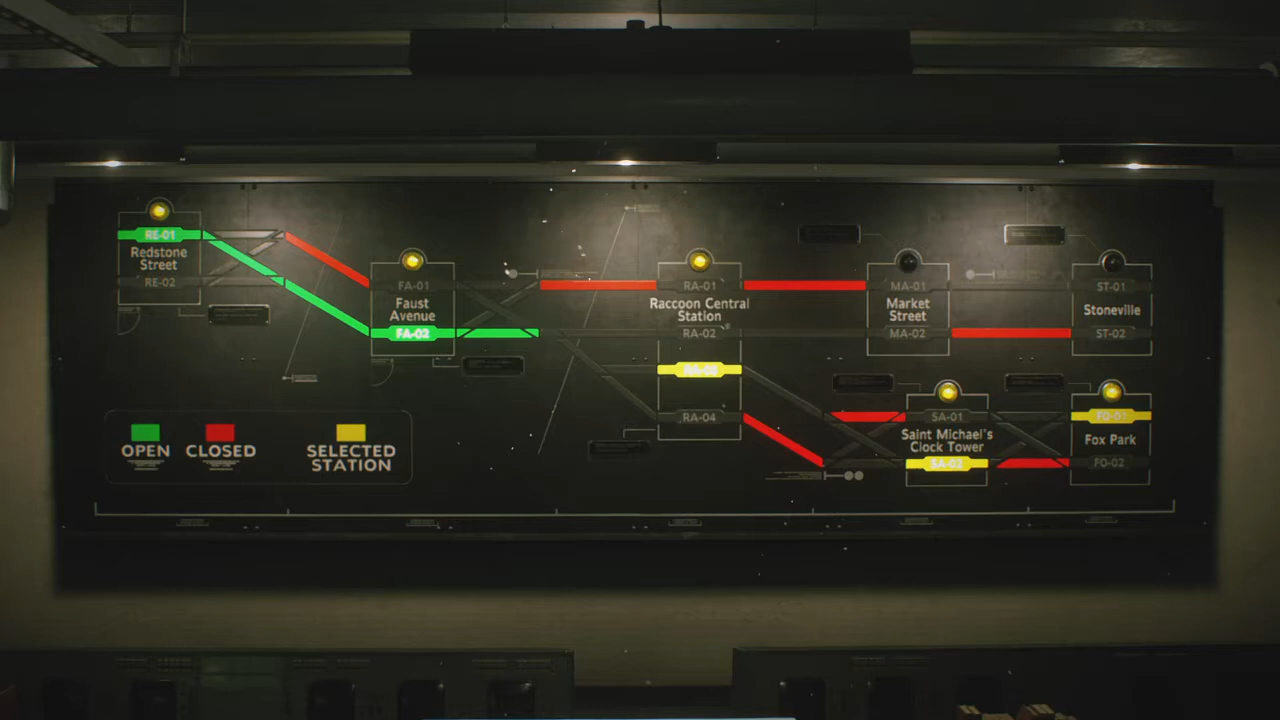 RE-01
Redstone
Street
RE-02
FA-01
Faust
Avenue
FA-02
RA-01
Raccoon Central
Station
RA-02
RA-04
MA-01
Market
Street
MA-02
ST-01
Stoneville
ST-02
SA-01
Saint Michael's
Clock Tower
SA-02
FO-01
Fox Park
FO-02
OPEN
CLOSED
SELECTED
STATION